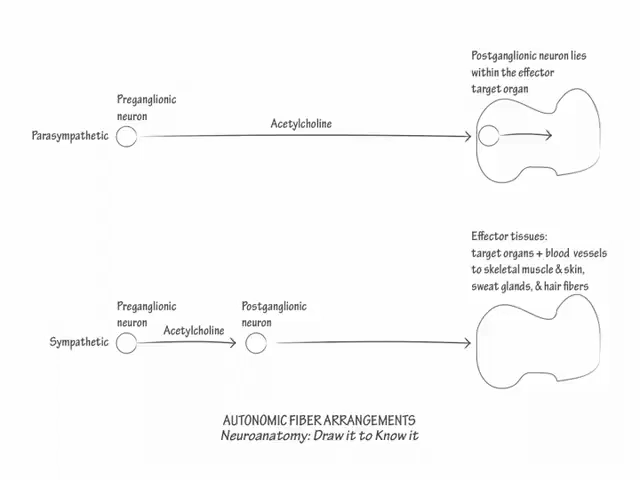 Postganglionic neuron lies
within the effector
target organ
Preganglionic
neuron
Acetylcholine
Parasympathetic
Effector tissues:
target organs + blood vessels
to skeletal muscle & skin,
sweat glands, & hair fibers
Preganglionic
neuron
Postganglionic
neuron
Acetylcholine
Sympathetic
AUTONOMIC FIBER ARRANGEMENTS
Neuroanatomy: Draw it to Know it